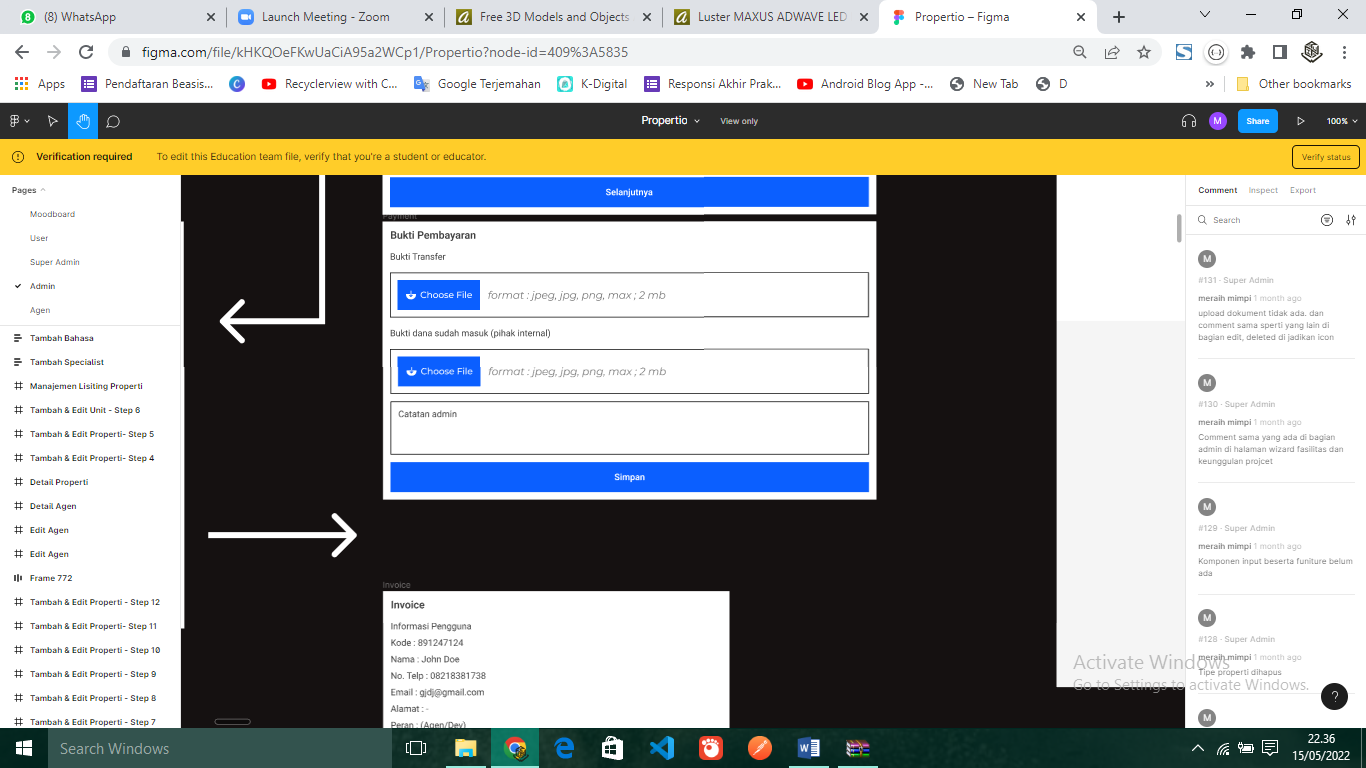 (8) WhatsApp
Launch Meeting - Zoom
Free 3D Models and Objects
Luster MAXUS ADWAVE LED
Propertio – Figma
figma.com/file/kHKQOeFKwUaCiA95a2WCp1/Propertio?node-id=409%3A5835
Apps
Pendaftaran Beasis...
Recyclerview with C...
Google Terjemahan
K-Digital
Responsi Akhir Prak...
Android Blog App -...
New Tab
D
»
Other bookmarks
Propertio
View only
M
Share
100%
Verification required
To edit this Education team file, verify that you're a student or educator.
Verify status
Pages
Moodboard
User
Super Admin
Admin
Agen
Tambah Bahasa
Tambah Specialist
Manajemen Lisiting Properti
Tambah & Edit Unit - Step 6
Tambah & Edit Properti- Step 5
Tambah & Edit Properti- Step 4
Detail Properti
Detail Agen
Edit Agen
Edit Agen
Frame 772
Tambah & Edit Properti - Step 12
Tambah & Edit Properti- Step 11
Tambah & Edit Properti - Step 10
Tambah & Edit Properti - Step 9
Tambah & Edit Properti - Step 8
Tambah & Edit Properti - Step 7
Selanjutnya
Payment
Bukti Pembayaran
Bukti Transfer
Choose File
format : jpeg, jpg, png, max ; 2 mb
Bukti dana sudah masuk (pihak internal)
Choose File
format : jpeg, jpg, png, max ; 2 mb
Catatan admin
Simpan
Invoice
Invoice
Informasi Pengguna
Kode : 891247124
Nama : John Doe
No. Telp : 08218381738
Email : gjdj@gmail.com
Alamat : -
Peran : (Agen/Dev)
Comment
Inspect
Export
Search
M
#131 · Super Admin
meraih mimpi 1 month ago
upload dokument tidak ada. dan
comment sama sperti yang lain di
bagian edit, deleted di jadikan icon
M
#130 · Super Admin
meraih mimpi 1 month ago
Comment sama yang ada di bagian
admin di halaman wizard fasilitas dan
keunggulan projcet
M
#129 · Super Admin
meraih mimpi 1 month ago
Komponen input beserta funiture belum
ada
M
#128 · Super Admin
meraih mimpi 1 month ago
Tipe properti dihapus
M
Activate Windows
Go to Settings to activate Windows.
?
Search Windows
22.36
15/05/2022